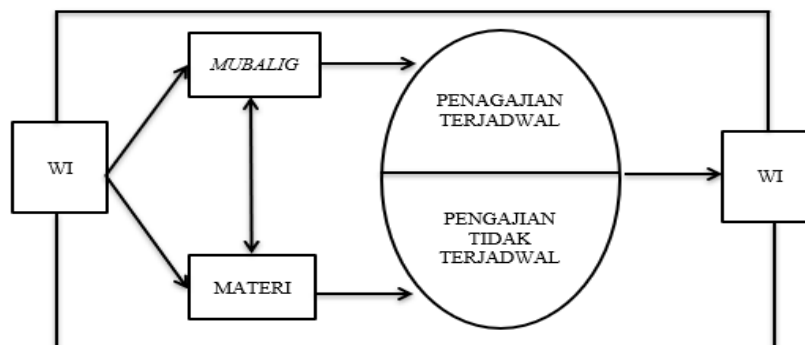 MUBALIG
PENAGAJIAN
TERJADWAL
WI
WI
PENGAJIAN
TIDAK
TERJADWAL
MATERI